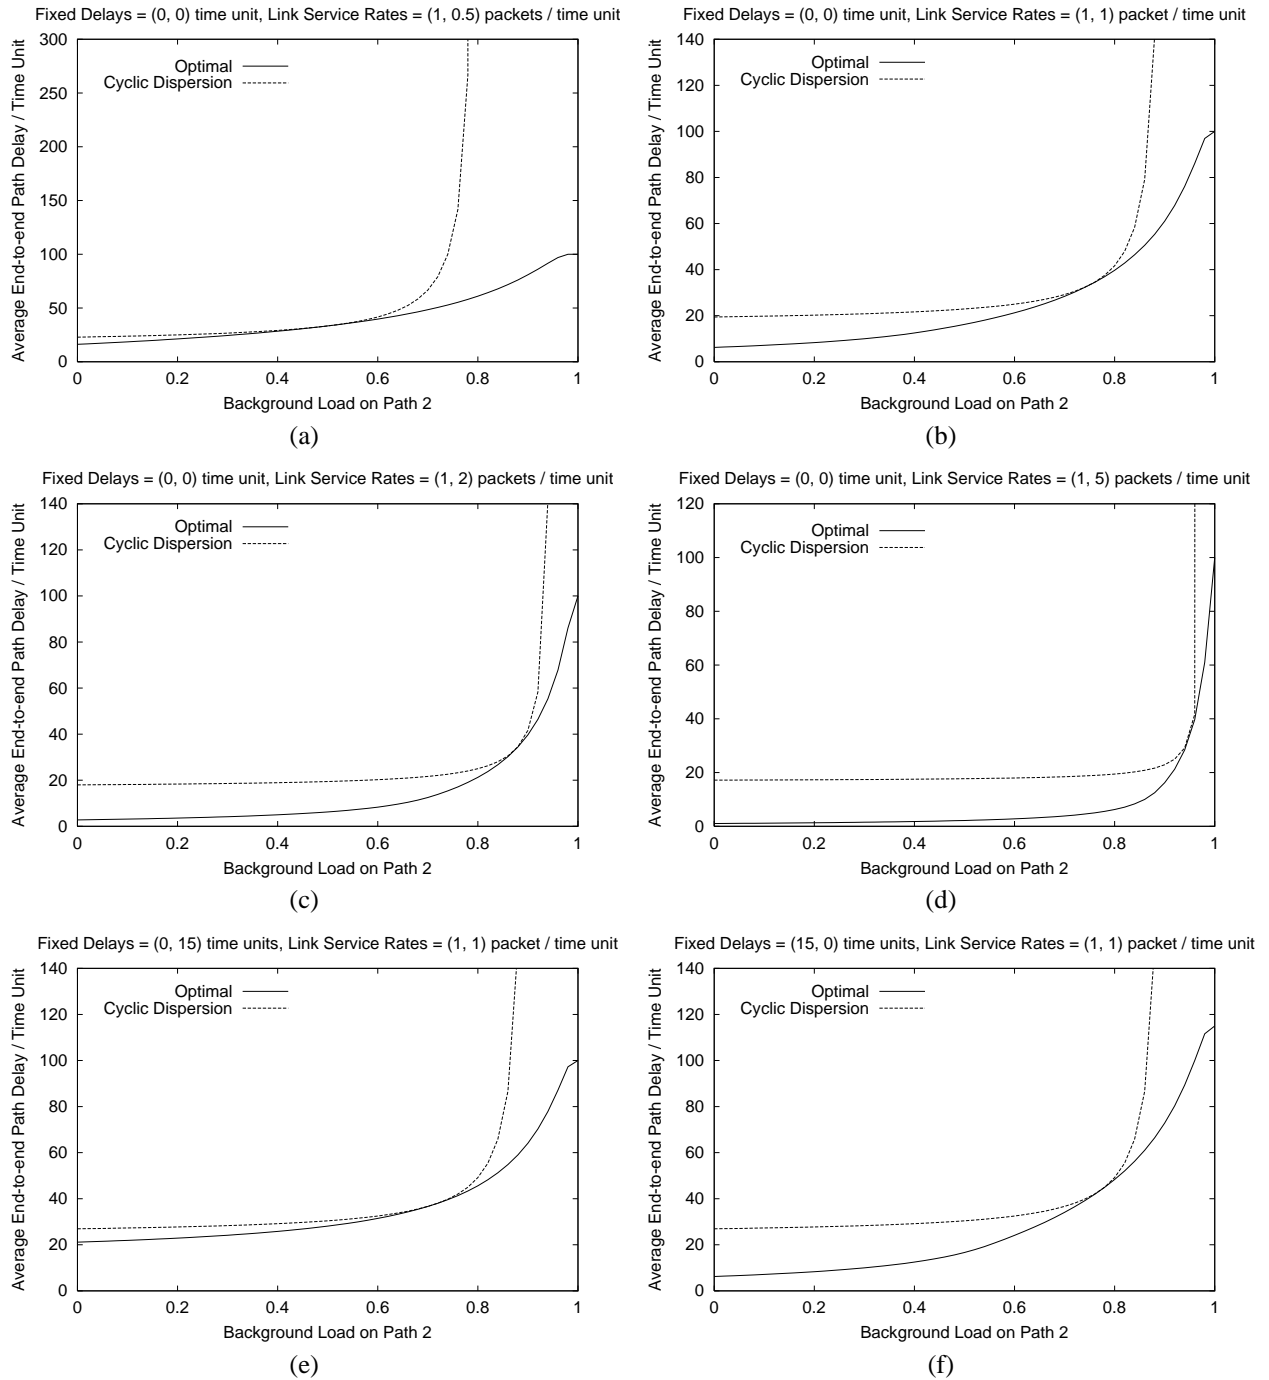 Fixed Delays = (0, 0) time unit, Link Service Rates = (1, 0.5) packets / time unit
Average End-to-end Path Delay / Time Unit
300
250
200
150
100
50
0
Optimal
Cyclic Dispersion
0 0.2 0.4 0.6 0.8 1
Background Load on Path 2
(a)
Fixed Delays = (0, 0) time unit, Link Service Rates = (1, 1) packet / time unit
Average End-to-end Path Delay / Time Unit
140
120
100
80
60
40
20
0
Optimal
Cyclic Dispersion
0 0.2 0.4 0.6 0.8 1
Background Load on Path 2
(b)
Fixed Delays = (0, 0) time unit, Link Service Rates = (1, 2) packets / time unit
Average End-to-end Path Delay / Time Unit
140
120
100
80
60
40
20
0
Optimal
Cyclic Dispersion
0 0.2 0.4 0.6 0.8 1
Background Load on Path 2
(c)
Fixed Delays = (0, 0) time unit, Link Service Rates = (1, 5) packets / time unit
Average End-to-end Path Delay / Time Unit
120
100
80
60
40
20
0
Optimal
Cyclic Dispersion
0 0.2 0.4 0.6 0.8 1
Background Load on Path 2
(d)
Fixed Delays = (0, 15) time units, Link Service Rates = (1, 1) packet / time unit
Average End-to-end Path Delay / Time Unit
140
120
100
80
60
40
20
0
Optimal
Cyclic Dispersion
0 0.2 0.4 0.6 0.8 1
Background Load on Path 2
(e)
Fixed Delays = (15, 0) time units, Link Service Rates = (1, 1) packet / time unit
Average End-to-end Path Delay / Time Unit
140
120
100
80
60
40
20
0
Optimal
Cyclic Dispersion
0 0.2 0.4 0.6 0.8 1
Background Load on Path 2
(f)